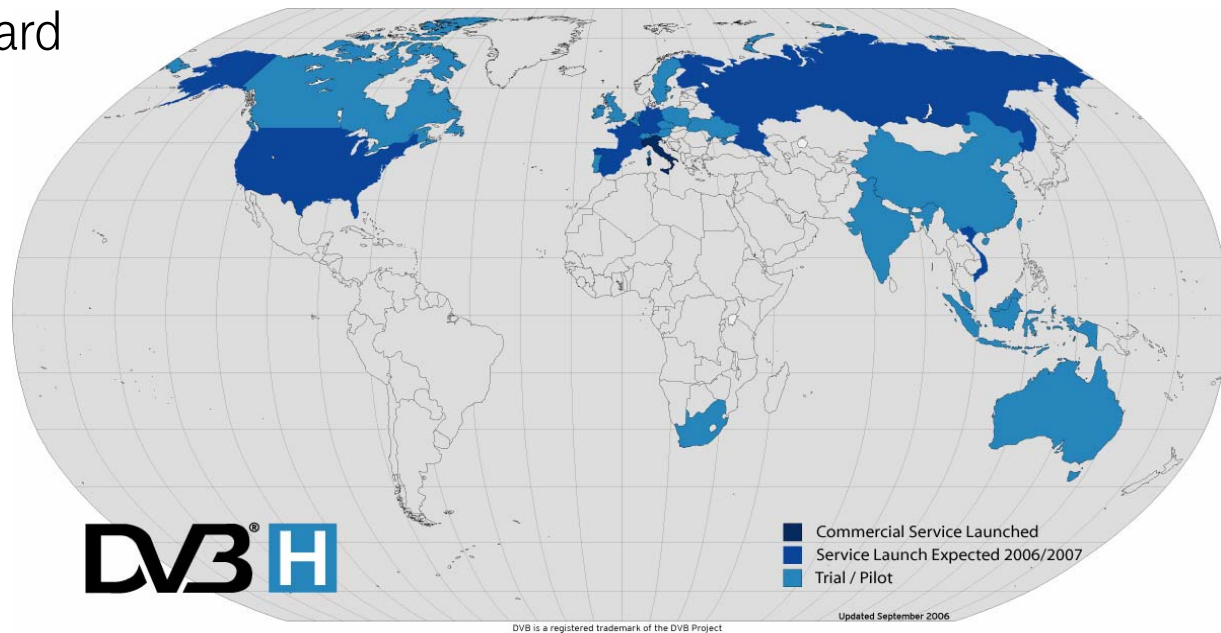 ard
DVB® H
Commercial Service Launched
Service Launch Expected 2006/2007
Trial / Pilot
Updated September 2006
DVB is a registered trademark of the DVB Project